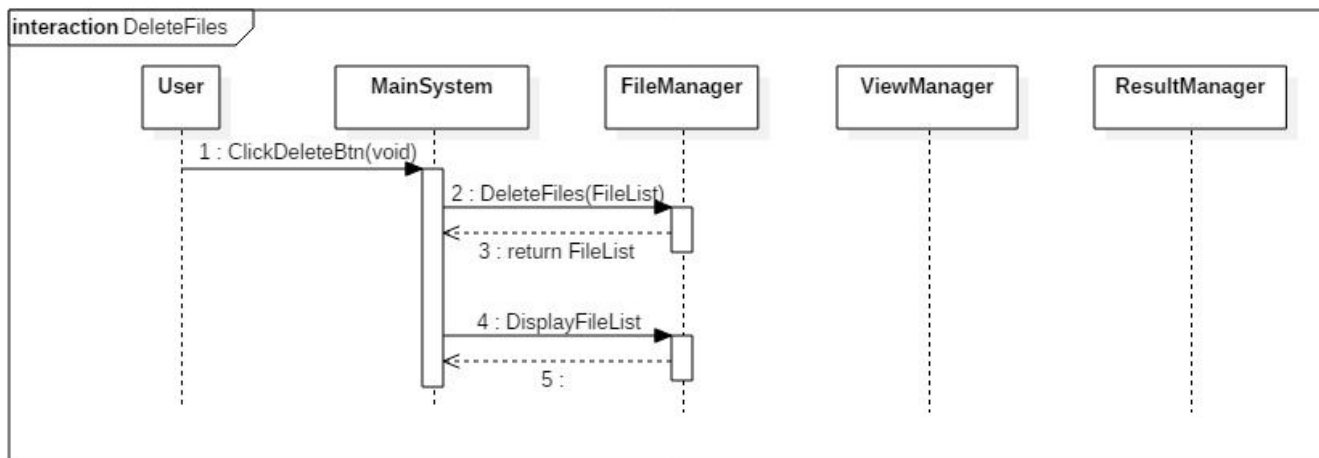 interaction DeleteFiles
User
MainSystem
FileManager
ViewManager
ResultManager
1 : ClickDeleteBtn(void)
2 : DeleteFiles(FileList)
3 : return FileList
4 : DisplayFileList
5 :